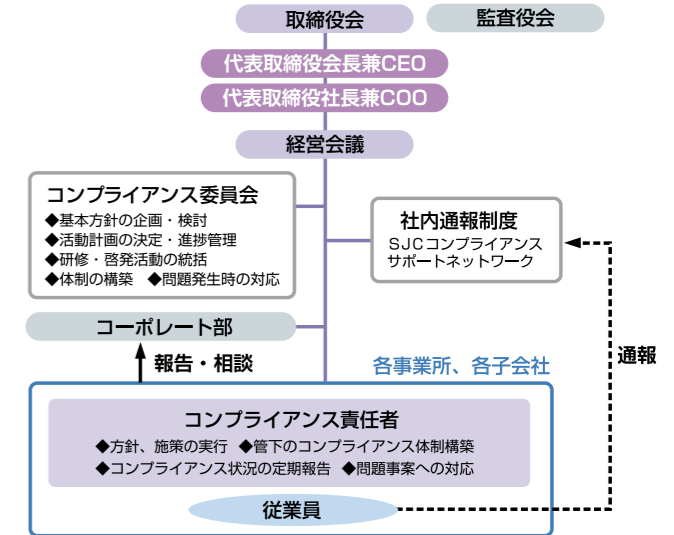 取締役会
監査役会
代表取締役会長兼CEO
代表取締役社長兼COO
経営会議
コンプライアンス委員会
◆基本方針の企画・検討
◆活動計画の決定・進捗管理
◆研修・啓発活動の統括
◆体制の構築 ◆問題発生時の対応
社内通報制度
SJCコンプライアンス
サポートネットワーク
コーポレート部
報告・相談
各事業所、各子会社
通報
コンプライアンス責任者
◆方針、施策の実行 ◆管下のコンプライアンス体制構築
◆コンプライアンス状況の定期報告 ◆問題事案への対応
従業員